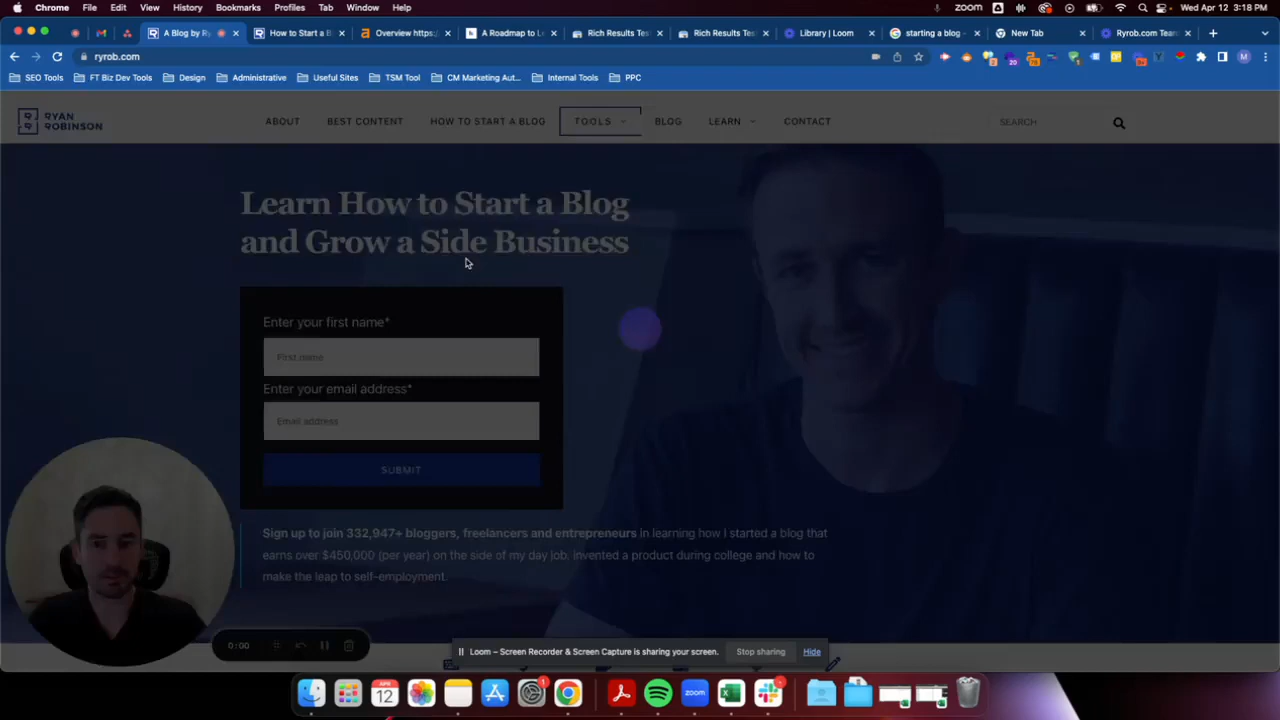 Chrome File Edit View History Bookmarks Profiles Tab Window Help
zoom Wed Apr 12 3:18 PM
A Blog by Ry
How to Start a B
Overview https:
A Roadmap to Le
Rich Results Tes
Rich Results Tes
Library | Loom
starting a blog -
New Tab
Ryrob.com Team
ryrob.com
SEO Tools FT Biz Dev Tools Design Administrative Useful Sites TSM Tool CM Marketing Aut... Internal Tools PPC
RYAN
ROBINSON
ABOUT BEST CONTENT HOW TO START A BLOG TOOLS BLOG LEARN CONTACT SEARCH
Learn How to Start a Blog
and Grow a Side Business
Enter your first name*
First name
Enter your email address*
Email address
SUBMIT
Sign up to join 332,947+ bloggers, freelancers and entrepreneurs in learning how I started a blog that
earns over $450,000 (per year) on the side of my day job. Invented a product during college and how to
make the leap to self-employment.
0:00
Loom – Screen Recorder & Screen Capture is sharing your screen. Stop sharing Hide
APR
12
zoom